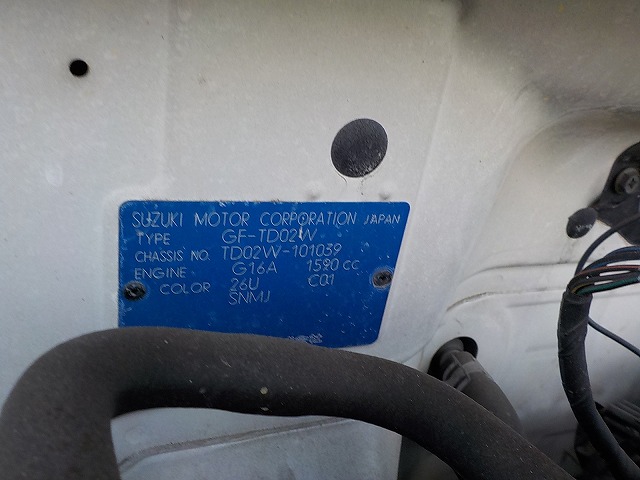 SUZUKI MOTOR CORPORATION JAPAN
TYPE GF-TD02W
CHASSIS NO. TD02W-101039
ENGINE G16A 1590 CC
COLOR 26U C01
SNMJ